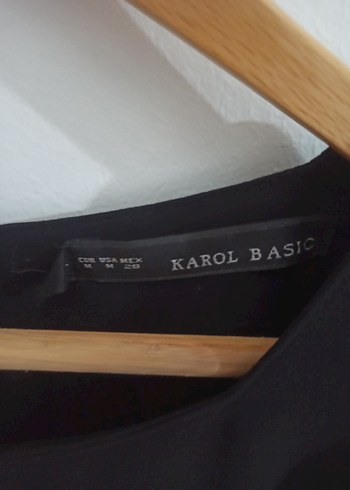 EUR USA MEX
M M 28
KAROL BASIC